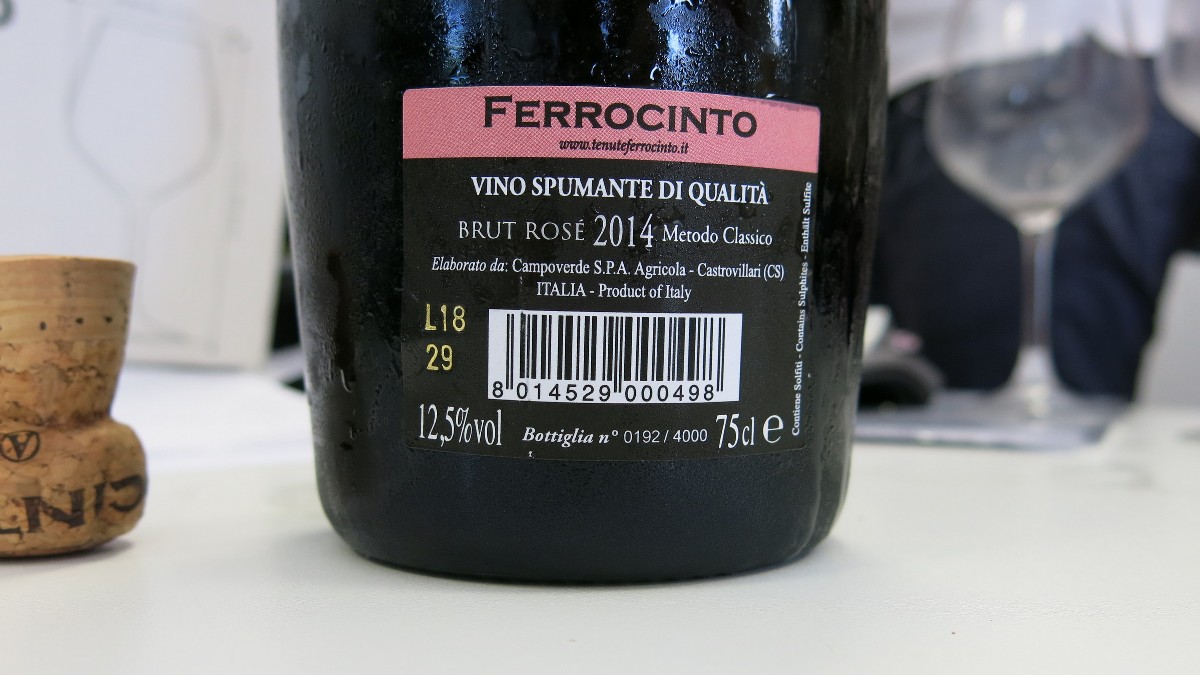 FERROCINTO
www.tenuteferrocinto.it
VINO SPUMANTE DI QUALITÀ
BRUT ROSÉ 2014 Metodo Classico
Elaborato da: Campoverde S.P.A. Agricola - Castrovillari (CS)
ITALIA - Product of Italy
L18
29
8 014529 000498
12,5%vol
Bottiglia n° 0192 / 4000
75cl e
Contiene Solfiti - Contains Sulphites - Enthält Sulfite